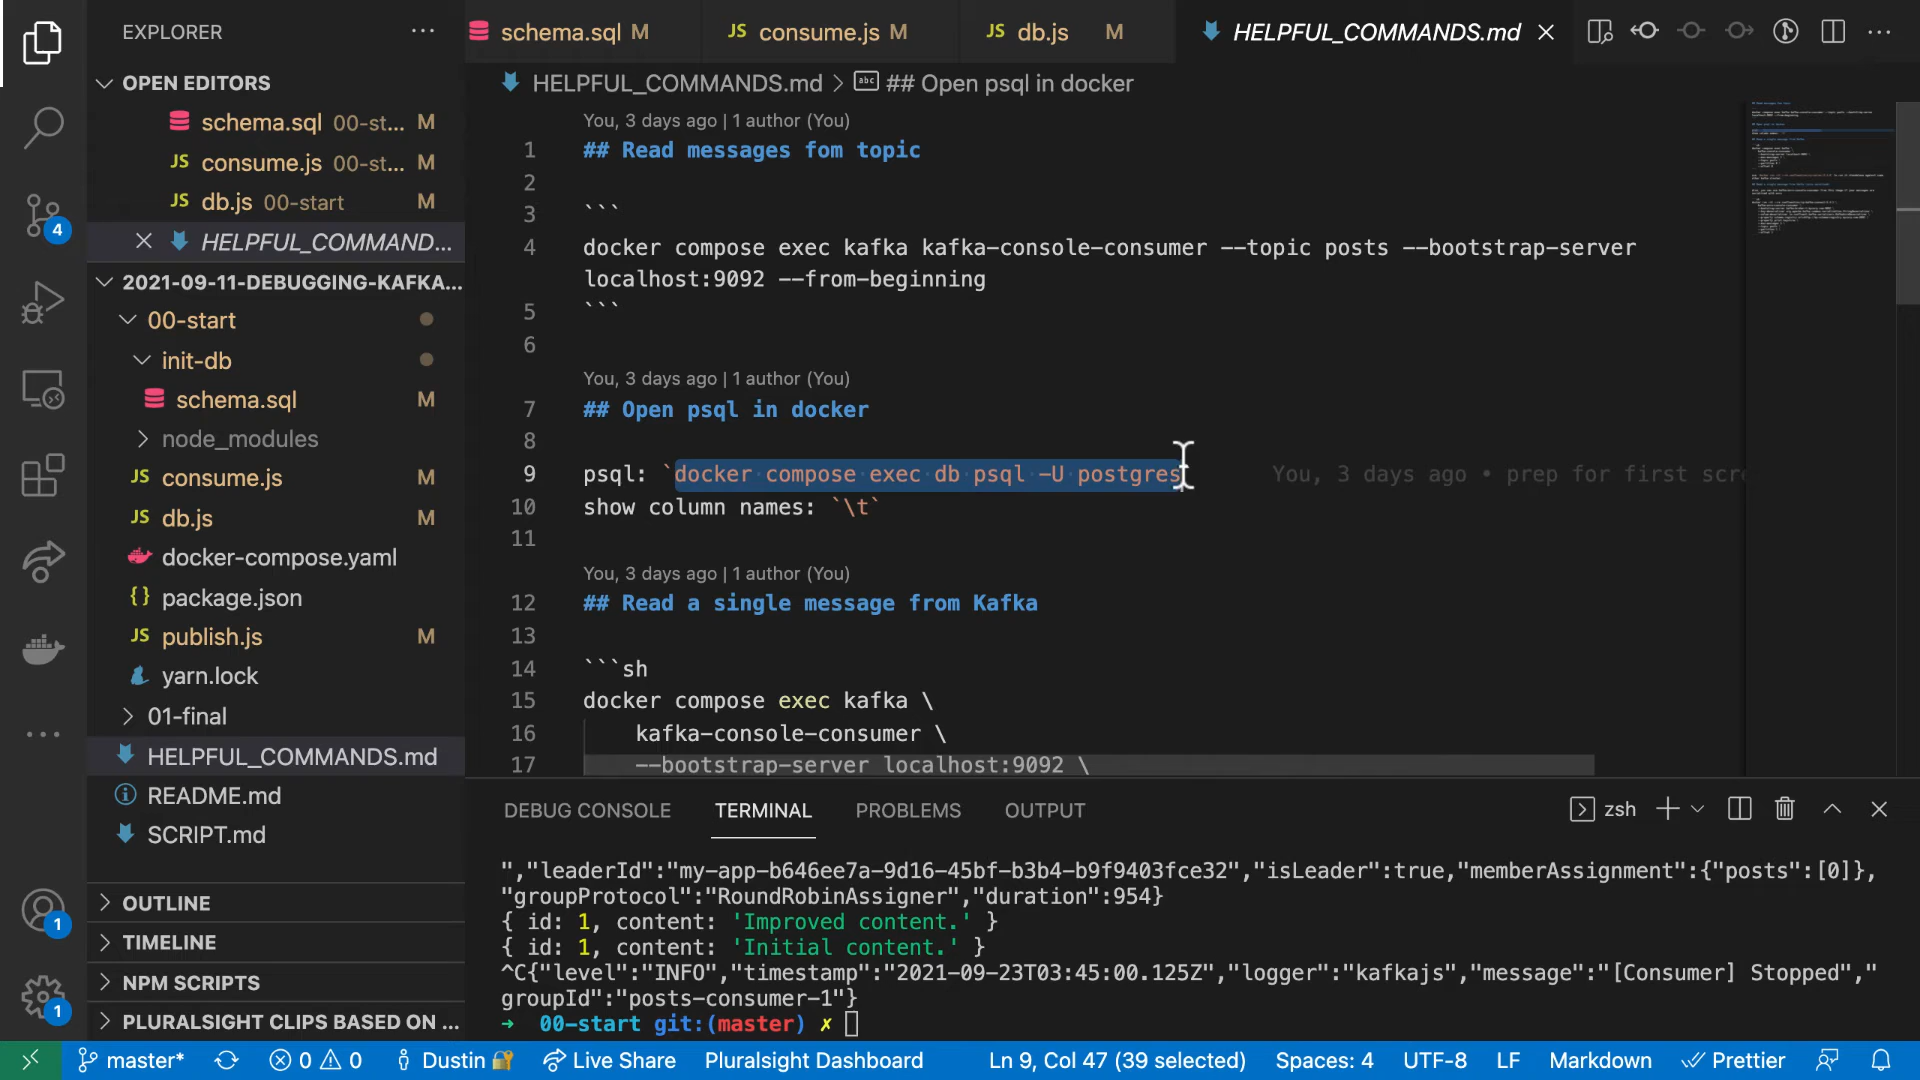 EXPLORER
OPEN EDITORS
schema.sql 00-st... M
JS consume.js 00-st... M
JS db.js 00-start M
HELPFUL_COMMAND...
2021-09-11-DEBUGGING-KAFKA...
00-start
init-db
schema.sql M
node_modules
JS consume.js M
JS db.js M
docker-compose.yaml
{} package.json
JS publish.js M
yarn.lock
01-final
HELPFUL_COMMANDS.md
README.md
SCRIPT.md
OUTLINE
TIMELINE
NPM SCRIPTS
PLURALSIGHT CLIPS BASED ON ...
4
1
1
schema.sql M
JS consume.js M
JS db.js M
HELPFUL_COMMANDS.md
HELPFUL_COMMANDS.md > abc ## Open psql in docker
You, 3 days ago | 1 author (You)
1 ## Read messages fom topic
2
3 ```
4 docker compose exec kafka kafka-console-consumer --topic posts --bootstrap-server
localhost:9092 --from-beginning
5 ```
6
You, 3 days ago | 1 author (You)
7 ## Open psql in docker
8
9 psql: `docker compose exec db psql -U postgres You, 3 days ago • prep for first scre
10 show column names: `\t`
11
You, 3 days ago | 1 author (You)
12 ## Read a single message from Kafka
13
14 ```sh
15 docker compose exec kafka \
16 kafka-console-consumer \
17 --bootstrap-server localhost:9092 \
DEBUG CONSOLE TERMINAL PROBLEMS OUTPUT zsh
","leaderId":"my-app-b646ee7a-9d16-45bf-b3b4-b9f9403fce32","isLeader":true,"memberAssignment":{"posts":[0]},
"groupProtocol":"RoundRobinAssigner","duration":954}
{ id: 1, content: 'Improved content.' }
{ id: 1, content: 'Initial content.' }
^C{"level":"INFO","timestamp":"2021-09-23T03:45:00.125Z","logger":"kafkajs","message":"[Consumer] Stopped","
groupId":"posts-consumer-1"}
➜ 00-start git:(master) ✗
master* 0 0 Dustin Live Share Pluralsight Dashboard Ln 9, Col 47 (39 selected) Spaces: 4 UTF-8 LF Markdown Prettier